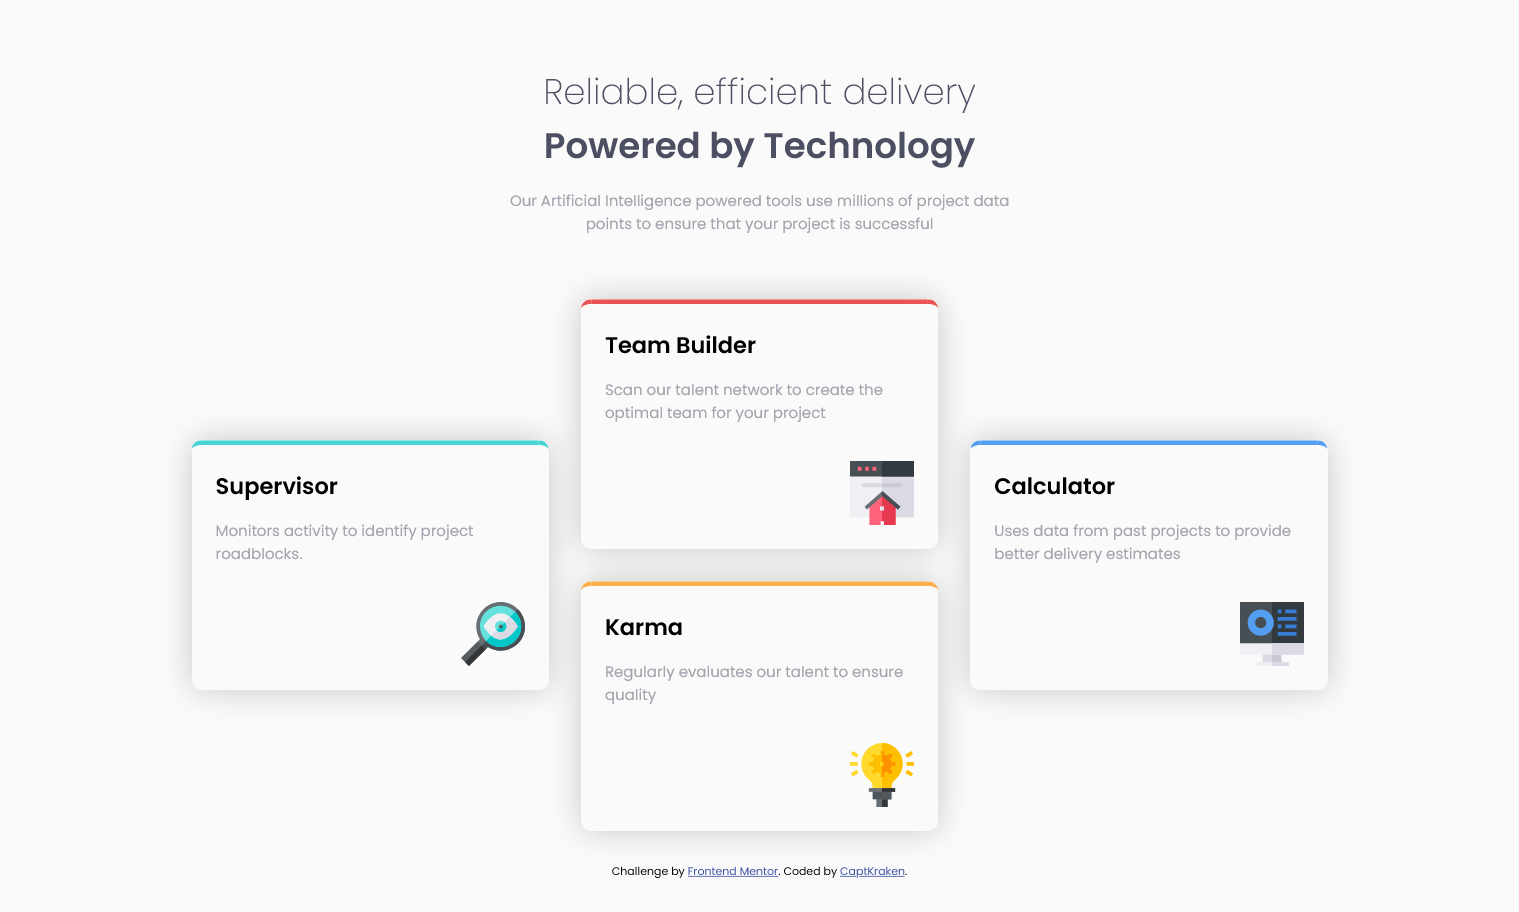 Reliable, efficient delivery
Powered by Technology
Our Artificial Intelligence powered tools use millions of project data
points to ensure that your project is successful
Team Builder
Scan our talent network to create the
optimal team for your project
Supervisor
Monitors activity to identify project
roadblocks.
Calculator
Uses data from past projects to provide
better delivery estimates
Karma
Regularly evaluates our talent to ensure
quality
Challenge by Frontend Mentor. Coded by CaptKraken.